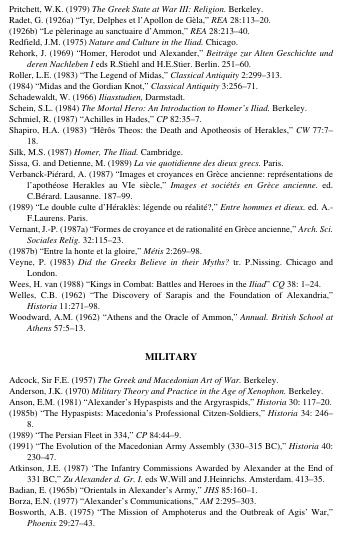 Pritchett, W.K. (1979) The Greek State at War III: Religion. Berkeley.
Radet, G. (1926a) “Tyr, Delphes et l'Apollon de Gèla,” REA 28:113–20.
(1926b) “Le pèlerinage au sanctuaire d'Ammon,” REA 28:213–40.
Redfield, J.M. (1975) Nature and Culture in the Iliad. Chicago.
Rehork, J. (1969) “Homer, Herodot und Alexander,” Beiträge zur Alten Geschichte und
deren Nachleben I eds R.Stiehl and H.E.Stier. Berlin. 251–60.
Roller, L.E. (1983) “The Legend of Midas,” Classical Antiquity 2:299–313.
(1984) “Midas and the Gordian Knot,” Classical Antiquity 3:256–71.
Schadewaldt, W. (1966) Iliasstudien, Darmstadt.
Schein, S.L. (1984) The Mortal Hero: An Introduction to Homer's Iliad. Berkeley.
Schmiel, R. (1987) “Achilles in Hades,” CP 82:35–7.
Shapiro, H.A. (1983) “Hêrôs Theos: the Death and Apotheosis of Herakles,” CW 77:7–
18.
Silk, M.S. (1987) Homer, The Iliad. Cambridge.
Sissa, G. and Detienne, M. (1989) La vie quotidienne des dieux grecs. Paris.
Verbanck-Piérard, A. (1987) “Images et croyances en Grèce ancienne: représentations de
l'apothéose Herakles au VIe siècle,” Images et sociétés en Grèce ancienne. ed.
C.Bérard. Lausanne. 187–99.
(1989) “Le double culte d'Héraklès: légende ou réalité?,” Entre hommes et dieux. ed. A.-
F.Laurens. Paris.
Vernant, J.-P. (1987a) “Formes de croyance et de rationalité en Grèce ancienne,” Arch. Sci.
Sociales Relig. 32:115–23.
(1987b) “Entre la honte et la gloire,” Métis 2:269–98.
Veyne, P. (1983) Did the Greeks Believe in their Myths? tr. P.Nissing. Chicago and
London.
Wees, H. van (1988) “Kings in Combat: Battles and Heroes in the Iliad” CQ 38: 1–24.
Welles, C.B. (1962) “The Discovery of Sarapis and the Foundation of Alexandria,”
Historia 11:271–98.
Woodward, A.M. (1962) “Athens and the Oracle of Ammon,” Annual. British School at
Athens 57:5–13.
MILITARY
Adcock, Sir F.E. (1957) The Greek and Macedonian Art of War. Berkeley.
Anderson, J.K. (1970) Military Theory and Practice in the Age of Xenophon. Berkeley.
Anson, E.M. (1981) “Alexander's Hypaspists and the Argyraspids,” Historia 30: 117–20.
(1985b) “The Hypaspists: Macedonia's Professional Citzen-Soldiers,” Historia 34: 246–
8.
(1989) “The Persian Fleet in 334,” CP 84:44–9.
(1991) “The Evolution of the Macedonian Army Assembly (330–315 BC),” Historia 40:
230–47.
Atkinson, J.E. (1987) “The Infantry Commissions Awarded by Alexander at the End of
331 BC,” Zu Alexander d. Gr. I. eds W.Will and J.Heinrichs. Amsterdam. 413–35.
Badian, E. (1965b) “Orientals in Alexander's Army,” JHS 85:160–1.
Borza, E.N. (1977) “Alexander's Communications,” AM 2:295–303.
Bosworth, A.B. (1975) “The Mission of Amphoterus and the Outbreak of Agis' War,”
Phoenix 29:27–43.